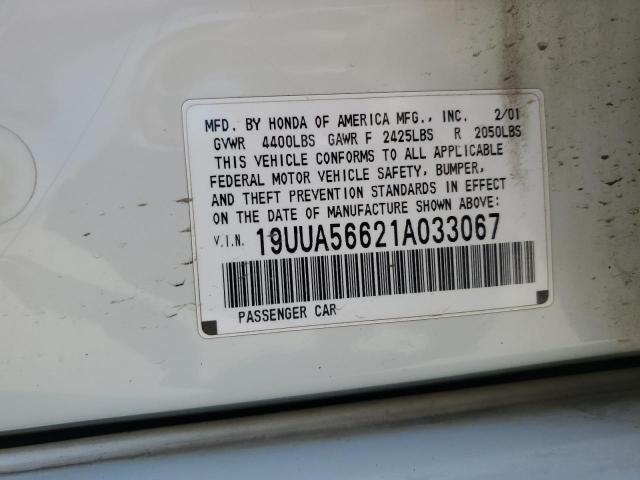 MFD. BY HONDA OF AMERICA MFG., INC. 2/01
GVWR 4400LBS GAWR F 2425LBS R 2050LBS
THIS VEHICLE CONFORMS TO ALL APPLICABLE
FEDERAL MOTOR VEHICLE SAFETY, BUMPER,
AND THEFT PREVENTION STANDARDS IN EFFECT
ON THE DATE OF MANUFACTURE SHOWN ABOVE:
V.I.N. 19UUA56621A033067
PASSENGER CAR